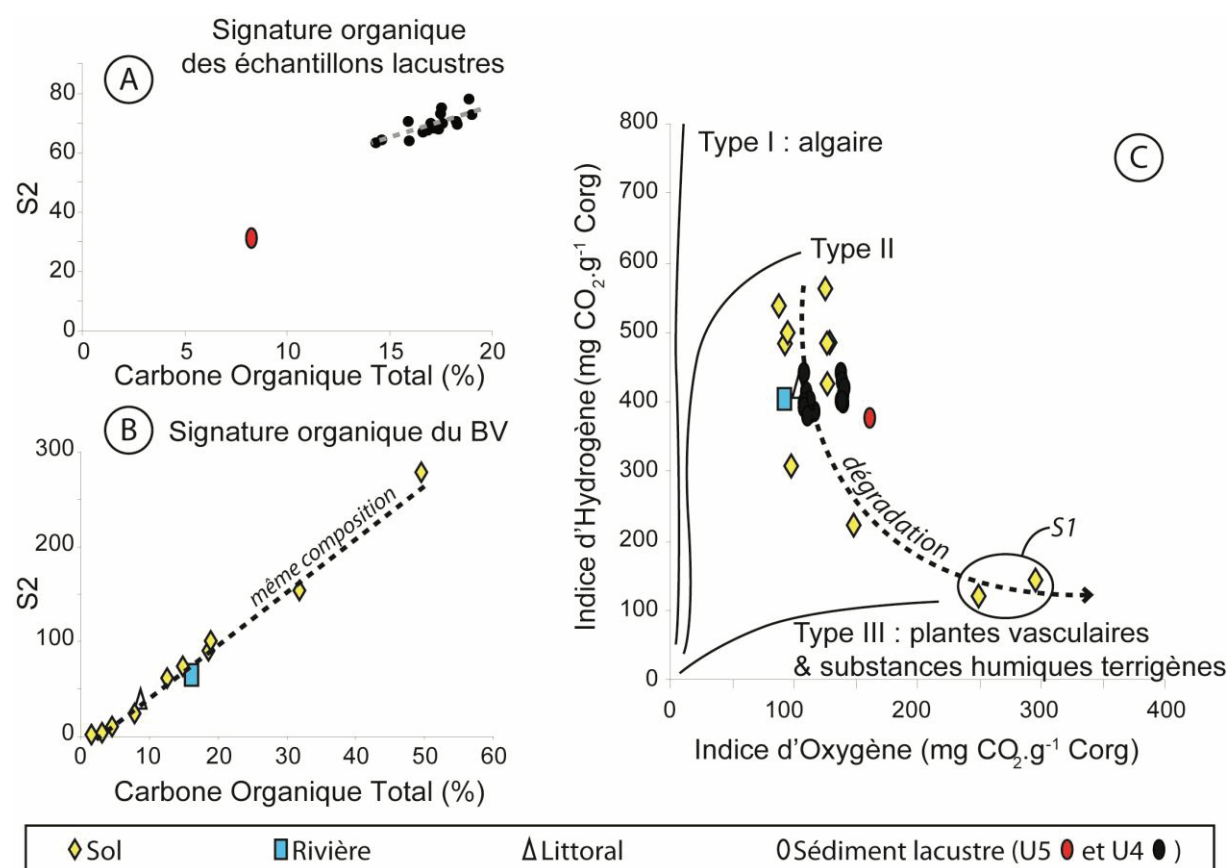 A
Signature organique
des échantillons lacustres
80
60
40
20
0
S2
0
5
10
15
20
Carbone Organique Total (%)
B
Signature organique du BV
300
200
100
0
S2
même composition
0
10
20
30
40
50
60
Carbone Organique Total (%)
C
800
700
600
500
400
300
200
100
0
Indice d'Hydrogène (mg CO₂.g⁻¹ Corg)
Type I : algaire
Type II
dégradation
S1
Type III : plantes vasculaires
& substances humiques terrigènes
0
100
200
300
400
Indice d'Oxygène (mg CO₂.g⁻¹ Corg)
Sol
Rivière
Littoral
Sédiment lacustre (U5 et U4 )